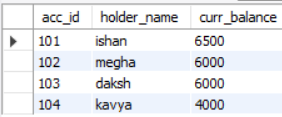 acc_id holder_name curr_balance
101 ishan 6500
102 megha 6000
103 daksh 6000
104 kavya 4000